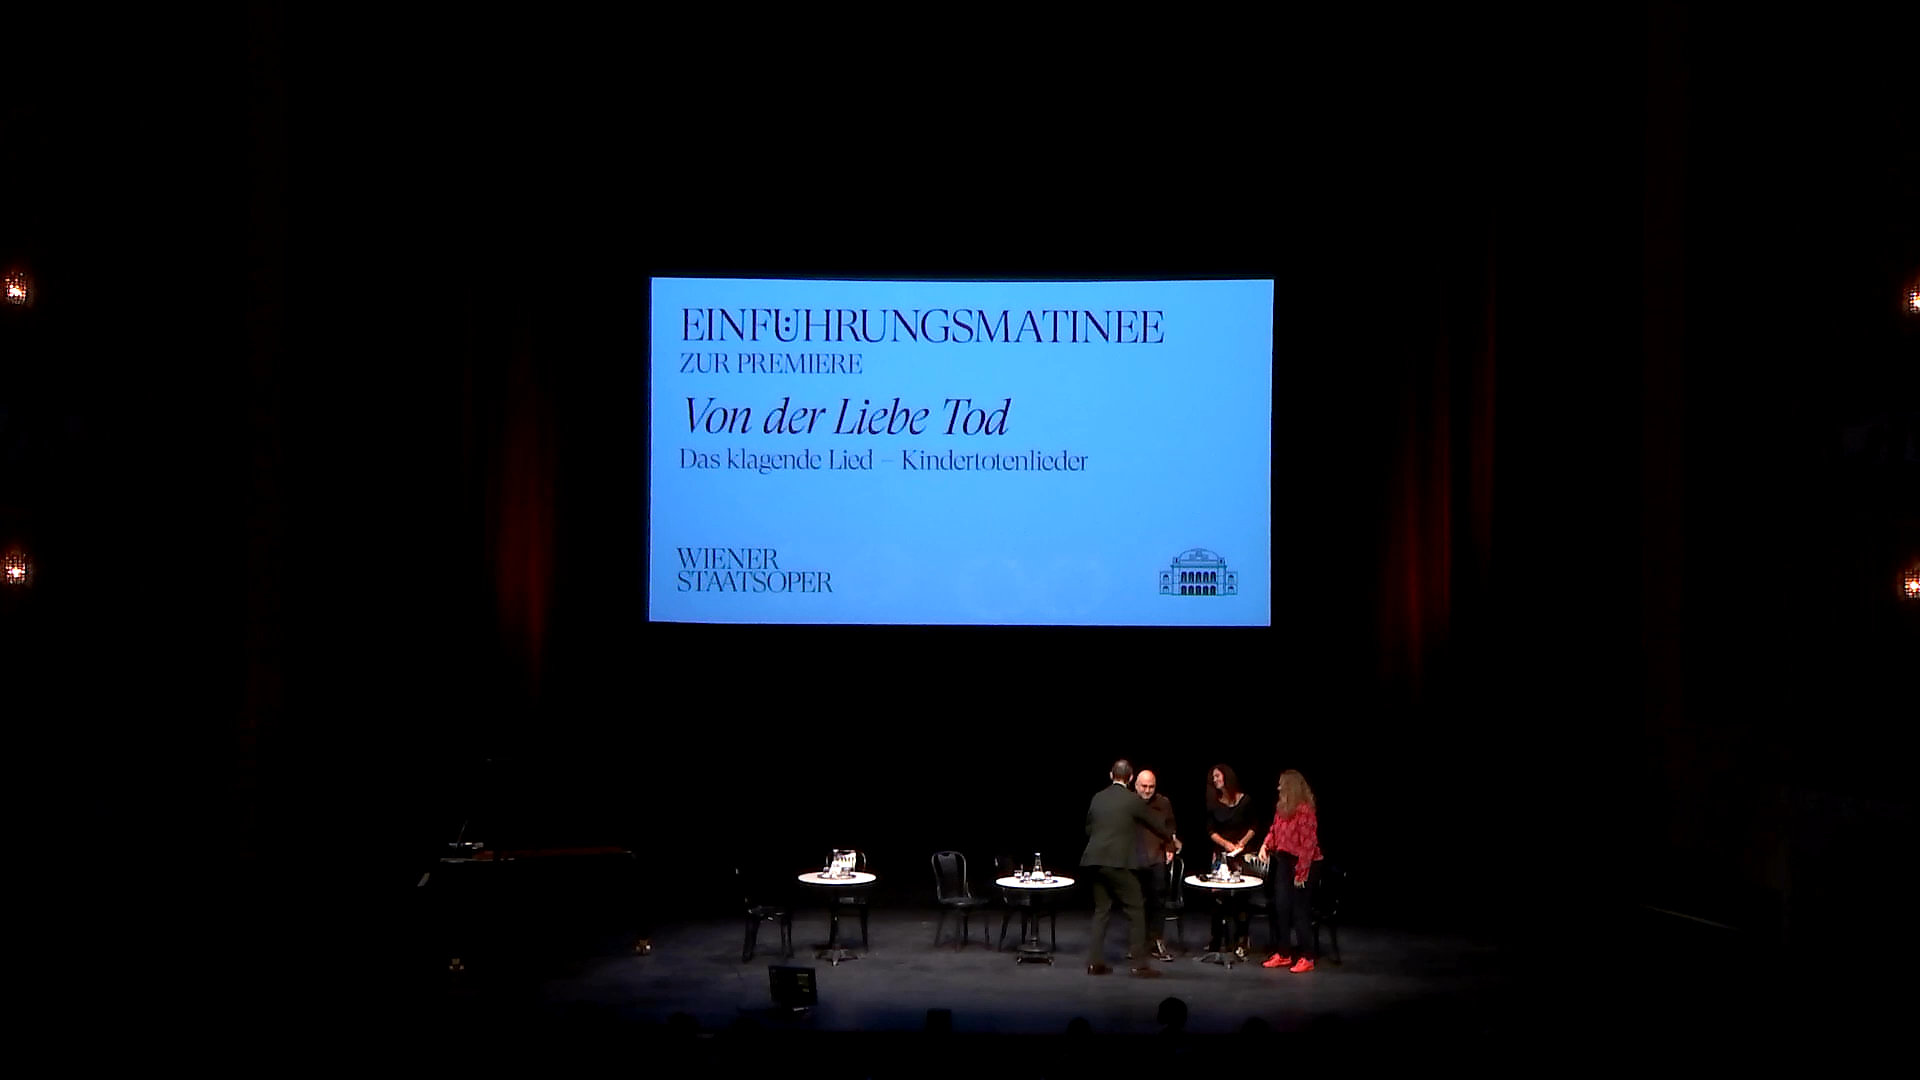 EINFÜHRUNGSMATINEE
ZUR PREMIERE
Von der Liebe Tod
Das klagende Lied – Kindertotenlieder
WIENER
STAATSOPER